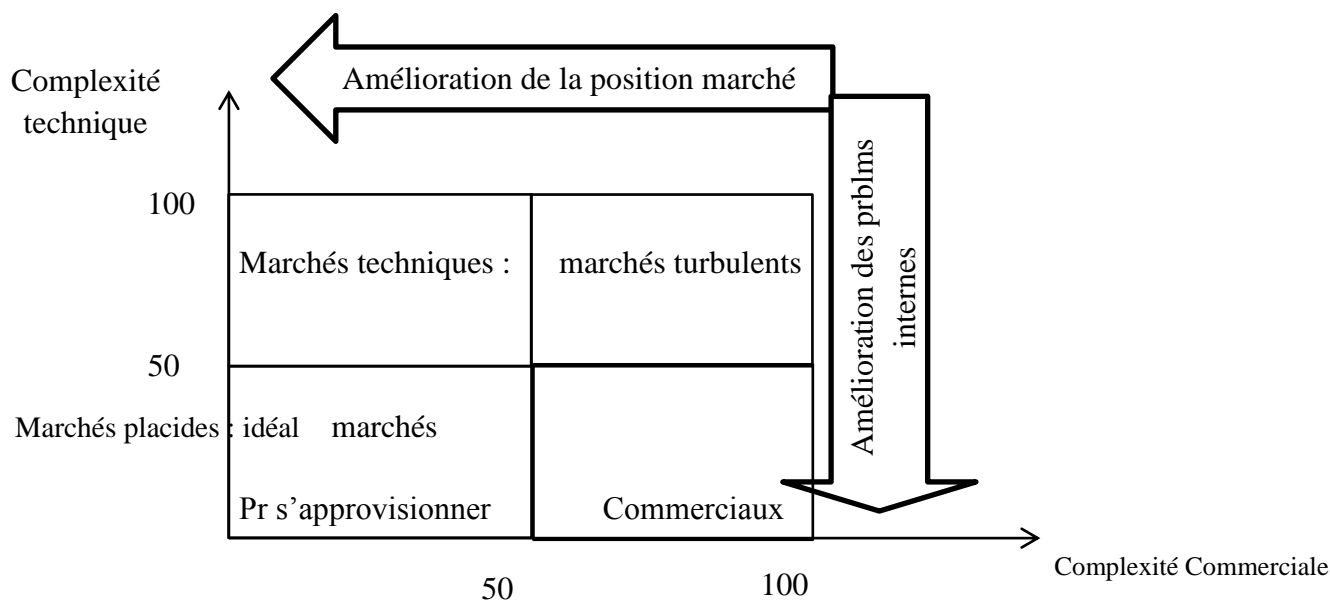 Amélioration de la position marché
Complexité
technique
100
Marchés techniques :
marchés turbulents
Amélioration des prblms
internes
50
Marchés placides : idéal
marchés
Pr s’approvisionner
Commerciaux
50
100
Complexité Commerciale